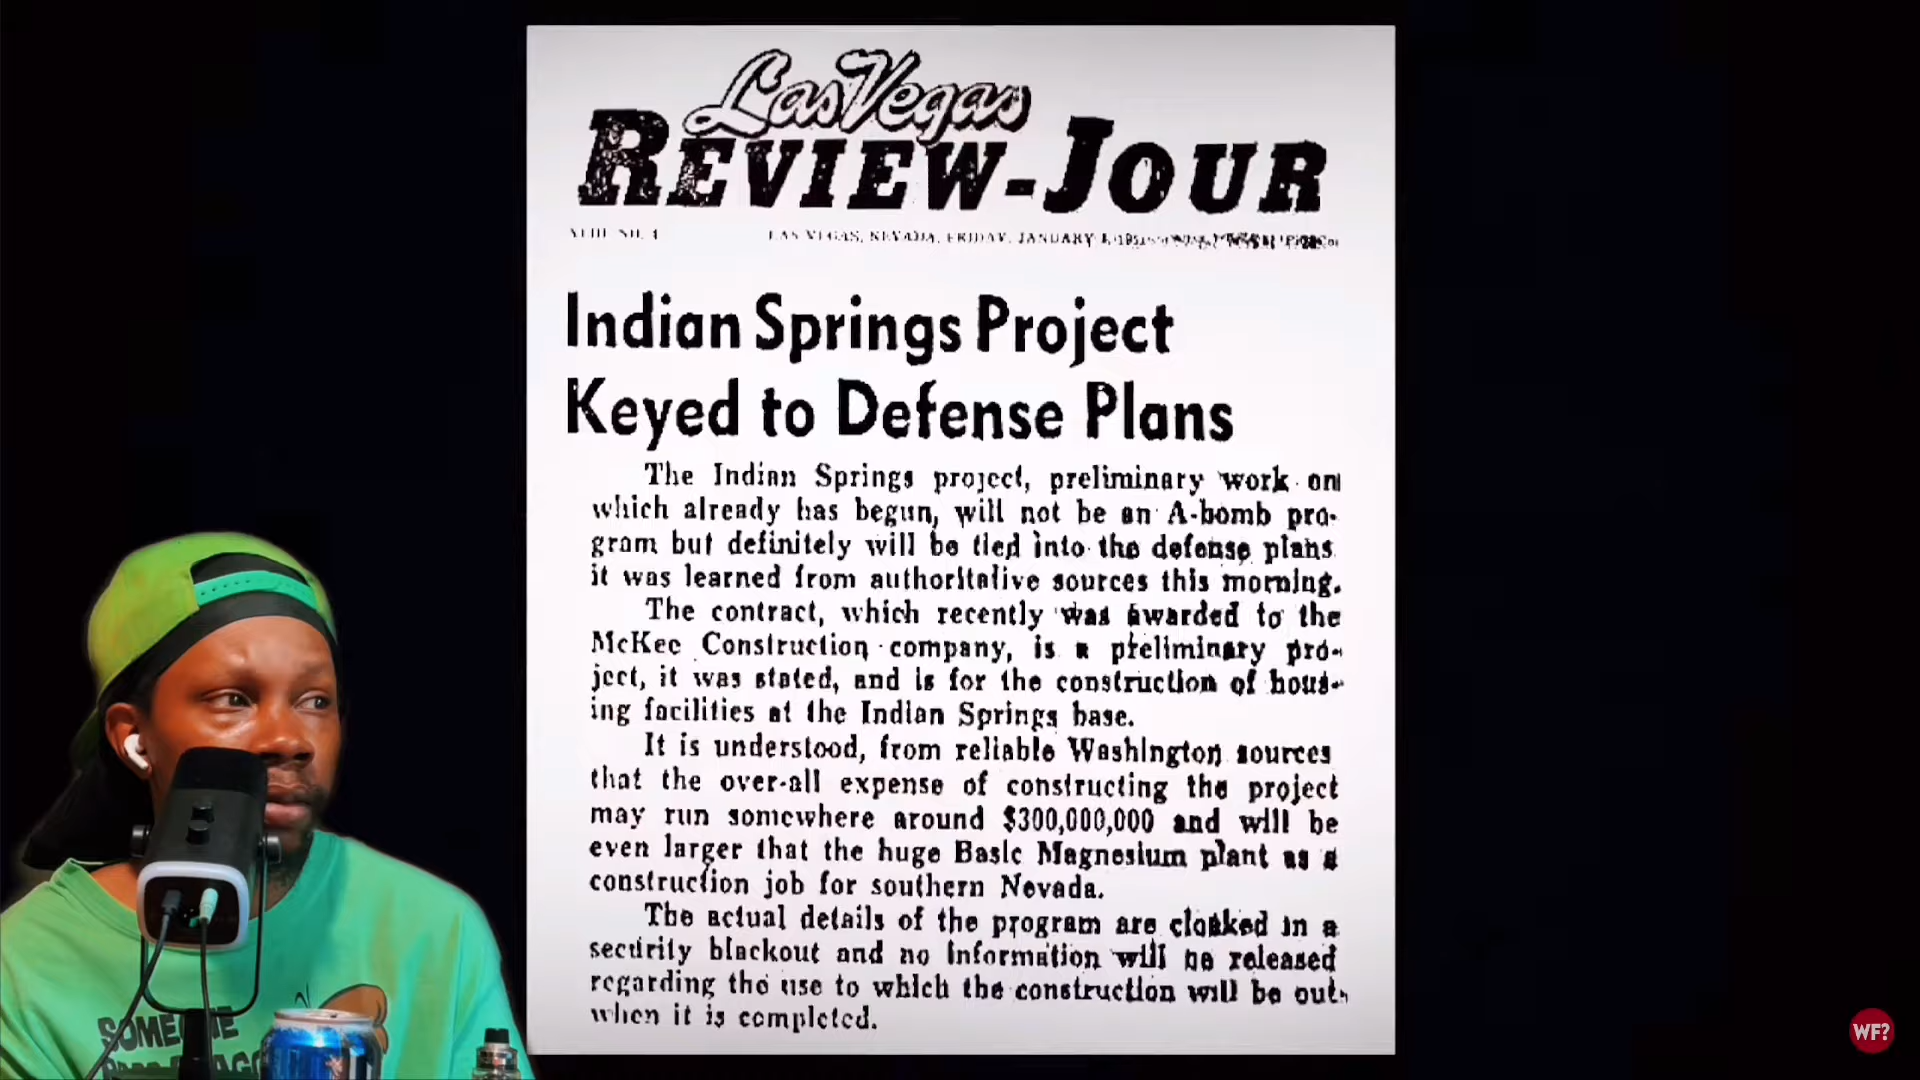 Las Vegas
REVIEW-JOUR
LAS VEGAS, NEVADA, FRIDAY, JANUARY
Indian Springs Project
Keyed to Defense Plans
The Indian Springs project, preliminary work on
which already has begun, will not be an A-bomb pro-
gram but definitely will be tied into the defense plans
it was learned from authoritative sources this morning.
The contract, which recently was awarded to the
McKee Construction company, is a preliminary pro-
ject, it was stated, and is for the construction of hous-
ing facilities at the Indian Springs base.
It is understood, from reliable Washington sources
that the over-all expense of constructing the project
may run somewhere around $300,000,000 and will be
even larger that the huge Basic Magnesium plant as a
construction job for southern Nevada.
The actual details of the program are cloaked in a
security blackout and no information will be released
regarding the use to which the construction will be put
when it is completed.
WF?